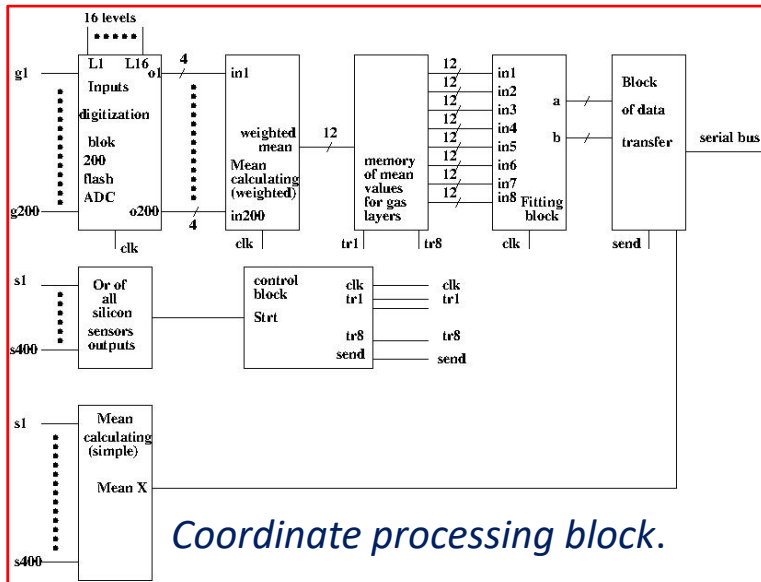 16 levels
L1 L16
g1
Inputs
digitization
blok
200
flash
ADC
g200
o1
o200
clk
4
4
in1
weighted
mean
Mean
calculating
(weighted)
in200
clk
12
memory
of mean
values
for gas
layers
tr1
tr8
12
12
12
12
12
12
12
12
in1
in2
in3
in4
in5
in6
in7
in8
a
b
Fitting
block
clk
Block
of data
transfer
send
serial bus
s1
s400
Or of
all
silicon
sensors
outputs
control
block
Strt
clk
tr1
tr8
send
clk
tr1
tr8
send
s1
s400
Mean
calculating
(simple)
Mean X
Coordinate processing block.